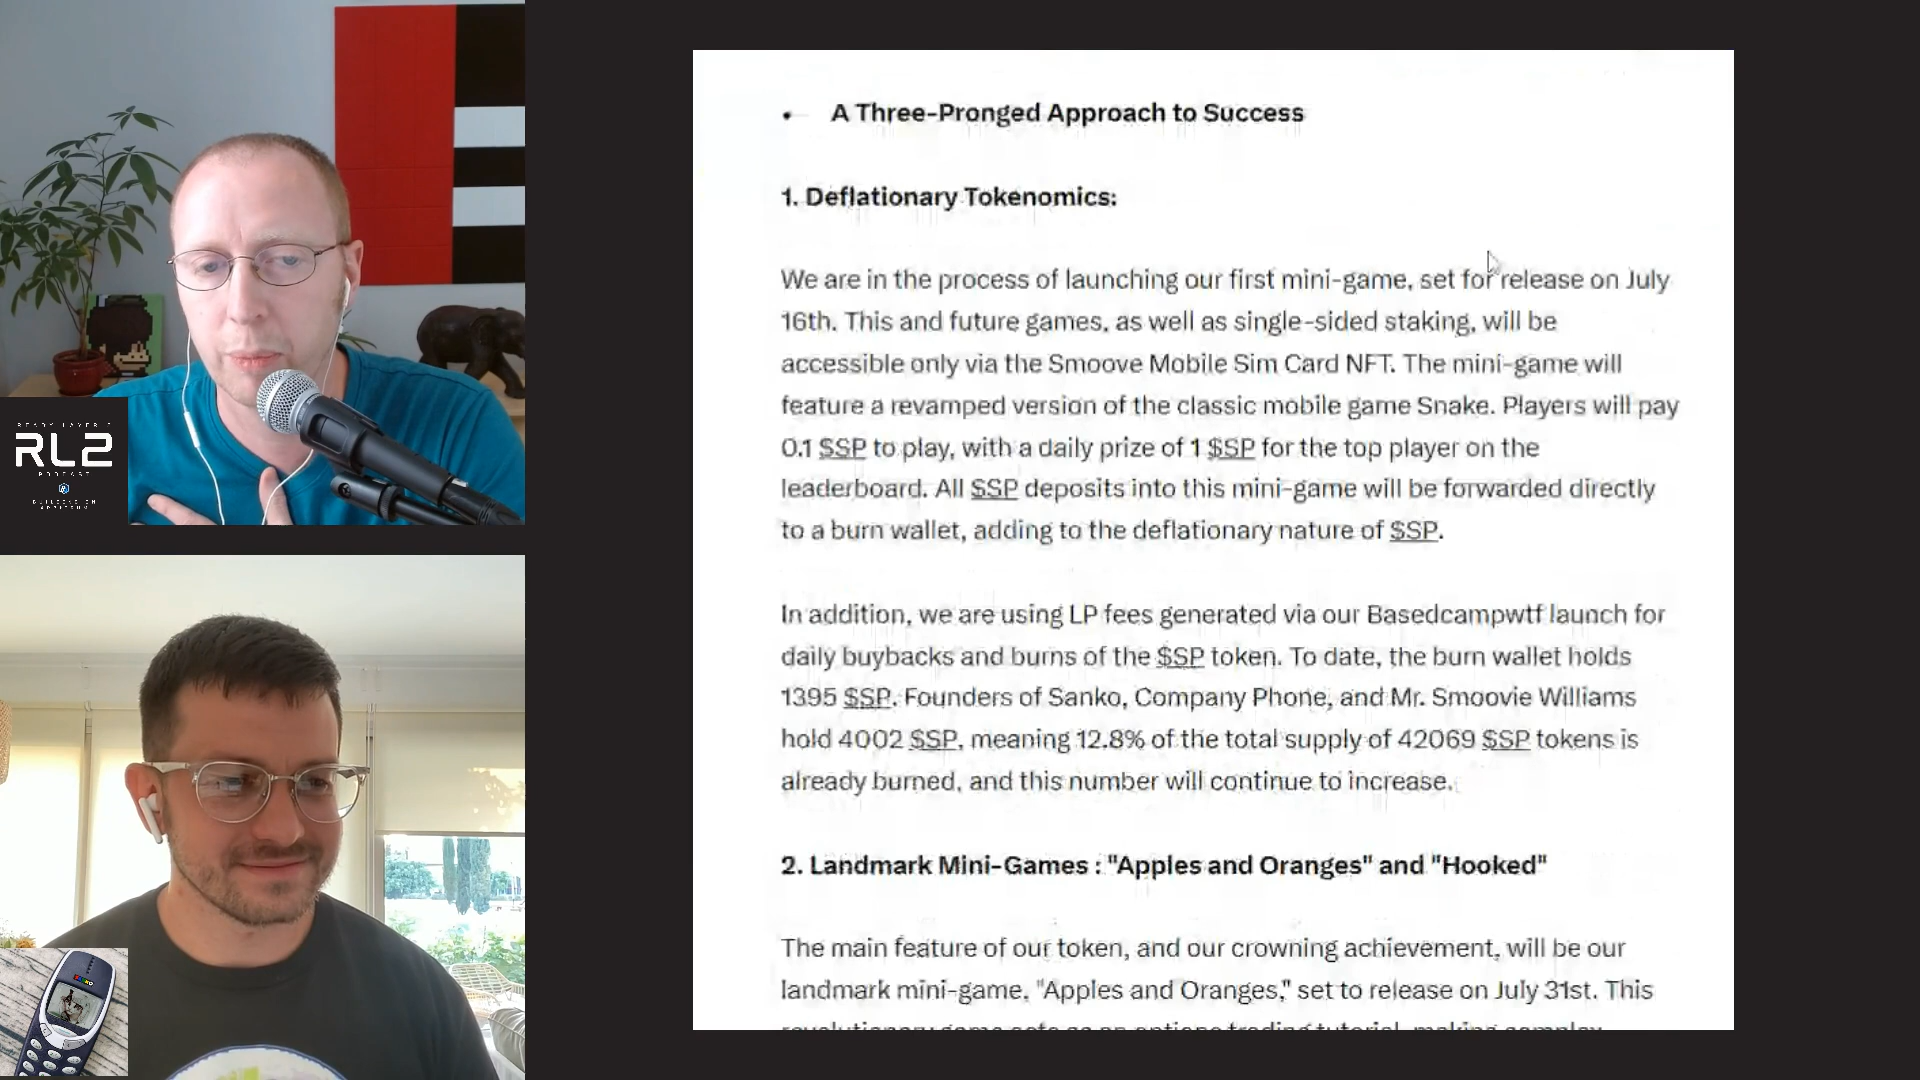 READY LAYER 2
RL2
PODCAST
BUILDING ON
ARBITRUM
• A Three-Pronged Approach to Success
1. Deflationary Tokenomics:
We are in the process of launching our first mini-game, set for release on July
16th. This and future games, as well as single-sided staking, will be
accessible only via the Smoove Mobile Sim Card NFT. The mini-game will
feature a revamped version of the classic mobile game Snake. Players will pay
0.1 $SP to play, with a daily prize of 1 $SP for the top player on the
leaderboard. All $SP deposits into this mini-game will be forwarded directly
to a burn wallet, adding to the deflationary nature of $SP.
In addition, we are using LP fees generated via our Basedcampwtf launch for
daily buybacks and burns of the $SP token. To date, the burn wallet holds
1395 $SP. Founders of Sanko, Company Phone, and Mr. Smoovie Williams
hold 4002 $SP, meaning 12.8% of the total supply of 42069 $SP tokens is
already burned, and this number will continue to increase.
2. Landmark Mini-Games : "Apples and Oranges" and "Hooked"
The main feature of our token, and our crowning achievement, will be our
landmark mini-game, "Apples and Oranges," set to release on July 31st. This